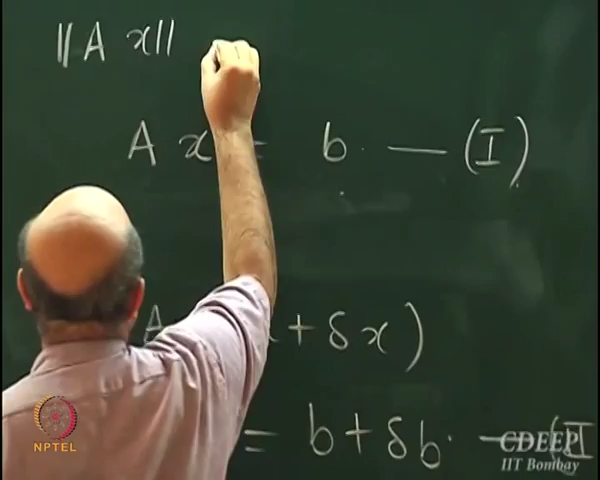 ||A x||
A x = b. — (I)
A x + δx)
= b + δb. — (I
NPTEL
CDEEP
IIT Bombay